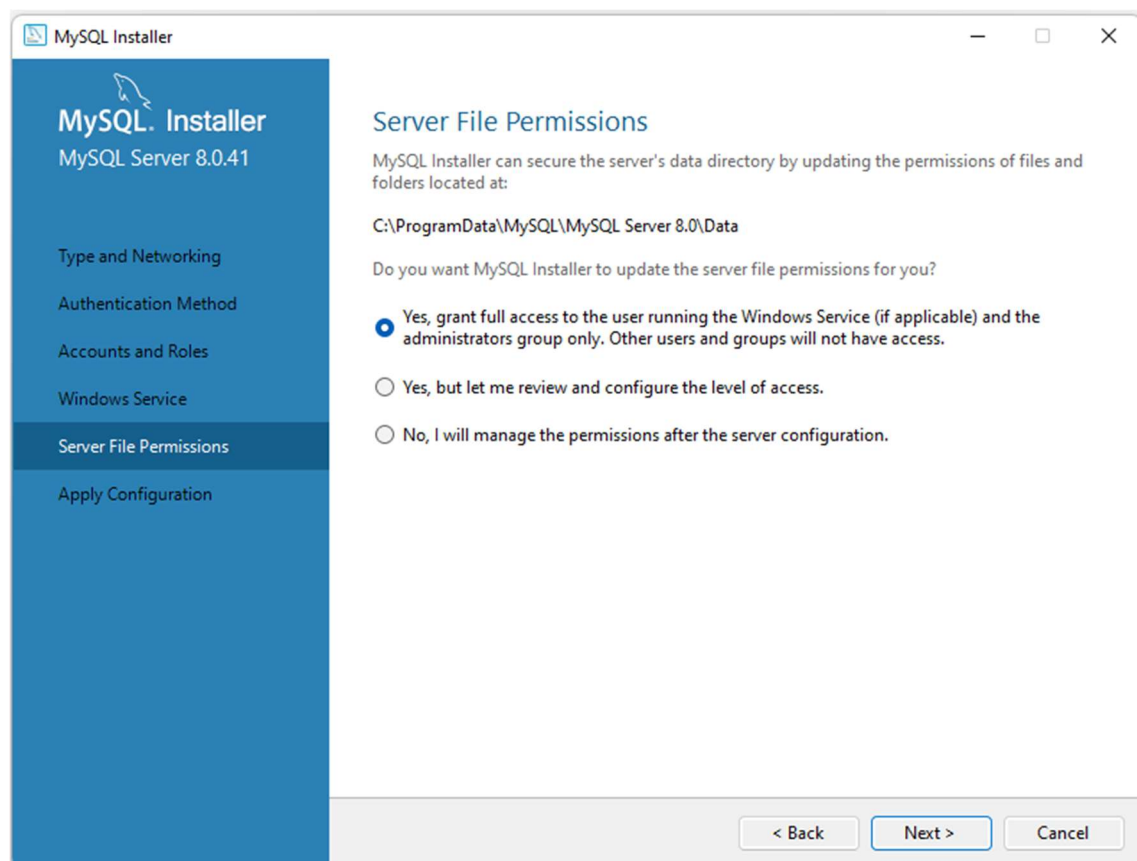 MySQL Installer
MySQL. Installer
MySQL Server 8.0.41
Type and Networking
Authentication Method
Accounts and Roles
Windows Service
Server File Permissions
Apply Configuration
Server File Permissions
MySQL Installer can secure the server's data directory by updating the permissions of files and
folders located at:
C:\ProgramData\MySQL\MySQL Server 8.0\Data
Do you want MySQL Installer to update the server file permissions for you?
Yes, grant full access to the user running the Windows Service (if applicable) and the
administrators group only. Other users and groups will not have access.
Yes, but let me review and configure the level of access.
No, I will manage the permissions after the server configuration.
< Back
Next >
Cancel